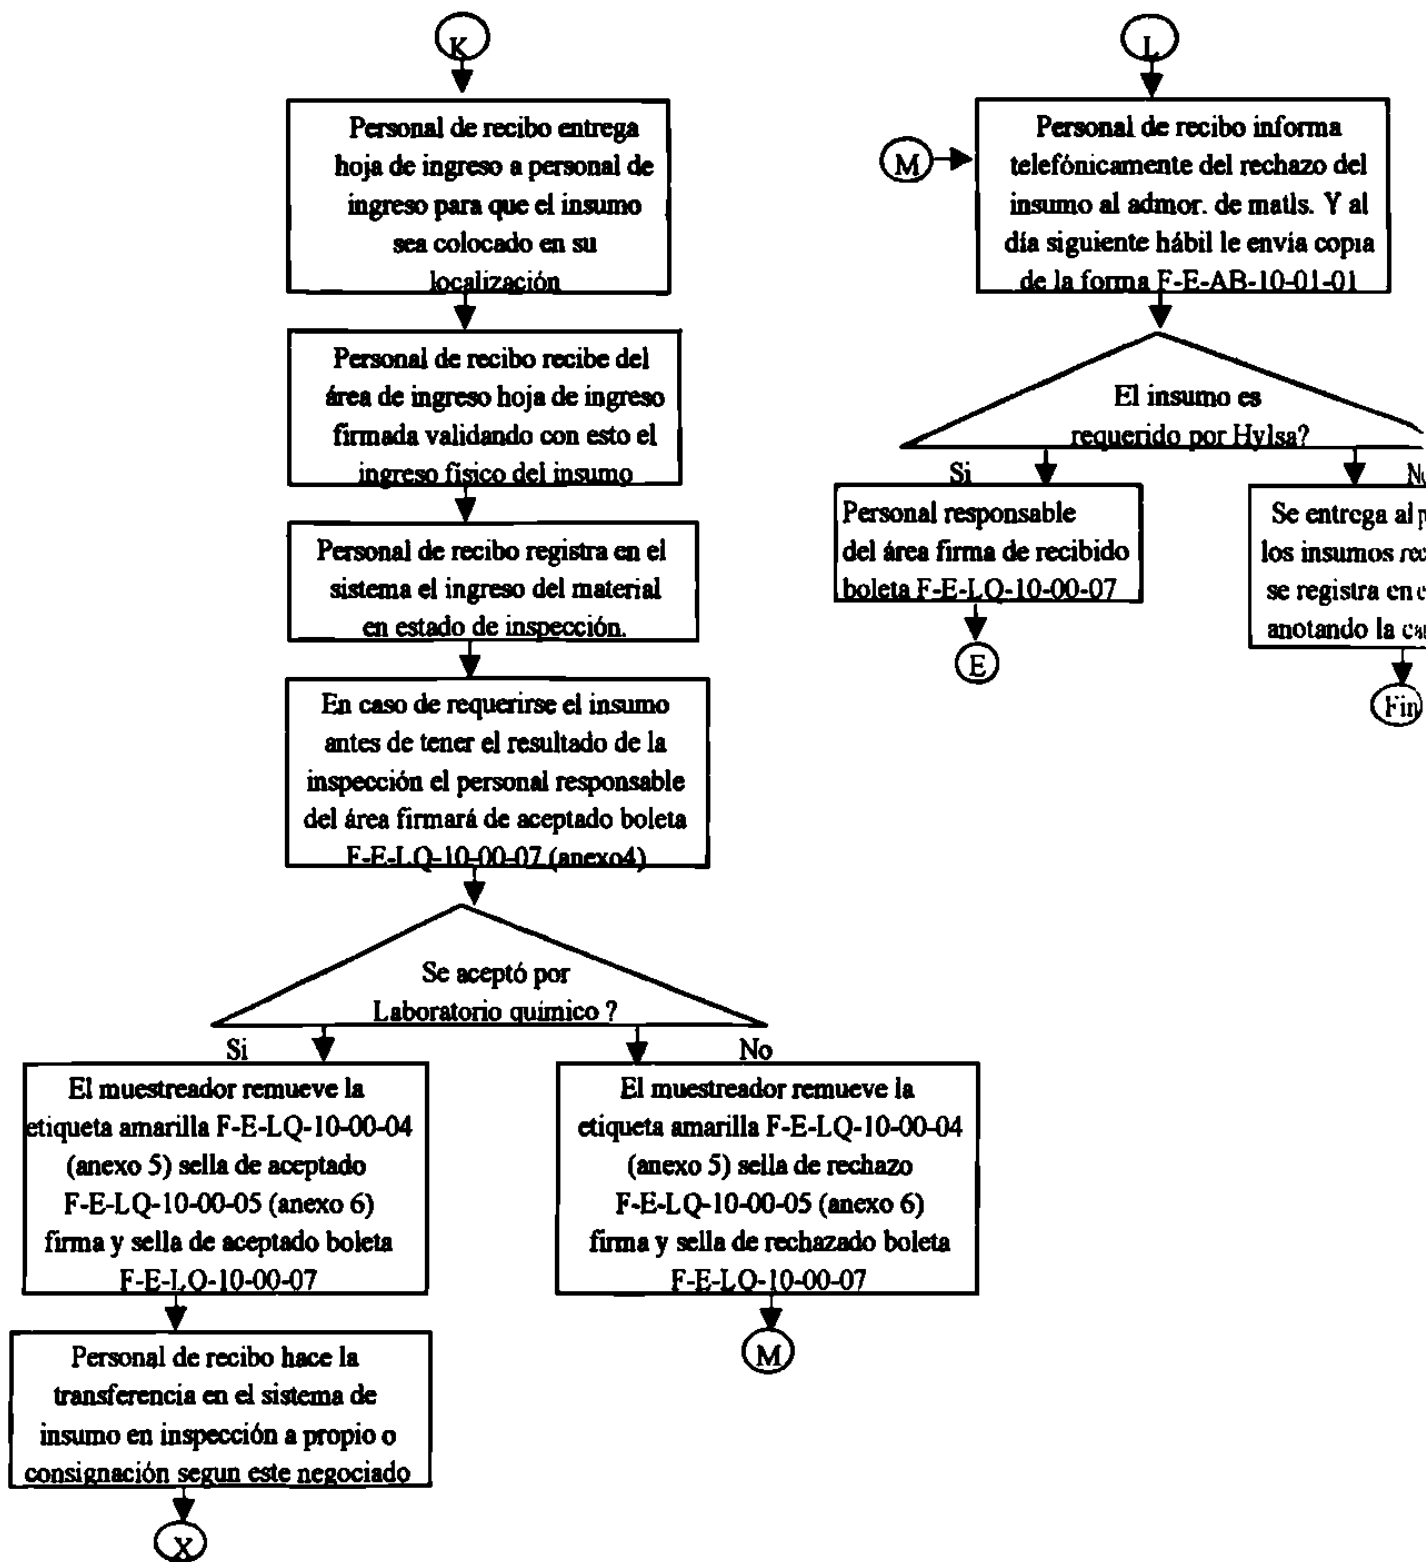 K
Personal de recibo entrega
hoja de ingreso a personal de
ingreso para que el insumo
sea colocado en su
localización
Personal de recibo recibe del
área de ingreso hoja de ingreso
firmada validando con esto el
ingreso físico del insumo
Personal de recibo registra en el
sistema el ingreso del material
en estado de inspección.
En caso de requerirse el insumo
antes de tener el resultado de la
inspección el personal responsable
del área firmará de aceptado boleta
F-E-LQ-10-00-07 (anexo4)
Se aceptó por
Laboratorio químico ?
Si
No
El muestreador remueve la
etiqueta amarilla F-E-LQ-10-00-04
(anexo 5) sella de aceptado
F-E-LQ-10-00-05 (anexo 6)
firma y sella de aceptado boleta
F-E-LQ-10-00-07
El muestreador remueve la
etiqueta amarilla F-E-LQ-10-00-04
(anexo 5) sella de rechazo
F-E-LQ-10-00-05 (anexo 6)
firma y sella de rechazado boleta
F-E-LQ-10-00-07
M
Personal de recibo hace la
transferencia en el sistema de
insumo en inspección a propio o
consignación segun este negociado
X
L
M
Personal de recibo informa
telefónicamente del rechazo del
insumo al admor. de matls. Y al
día siguiente hábil le envía copia
de la forma F-E-AB-10-01-01
El insumo es
requerido por Hylsa?
Si
Personal responsable
del área firma de recibido
boleta F-E-LQ-10-00-07
E
Se entrega al
los insumos
se registra en
anotando la
Fin